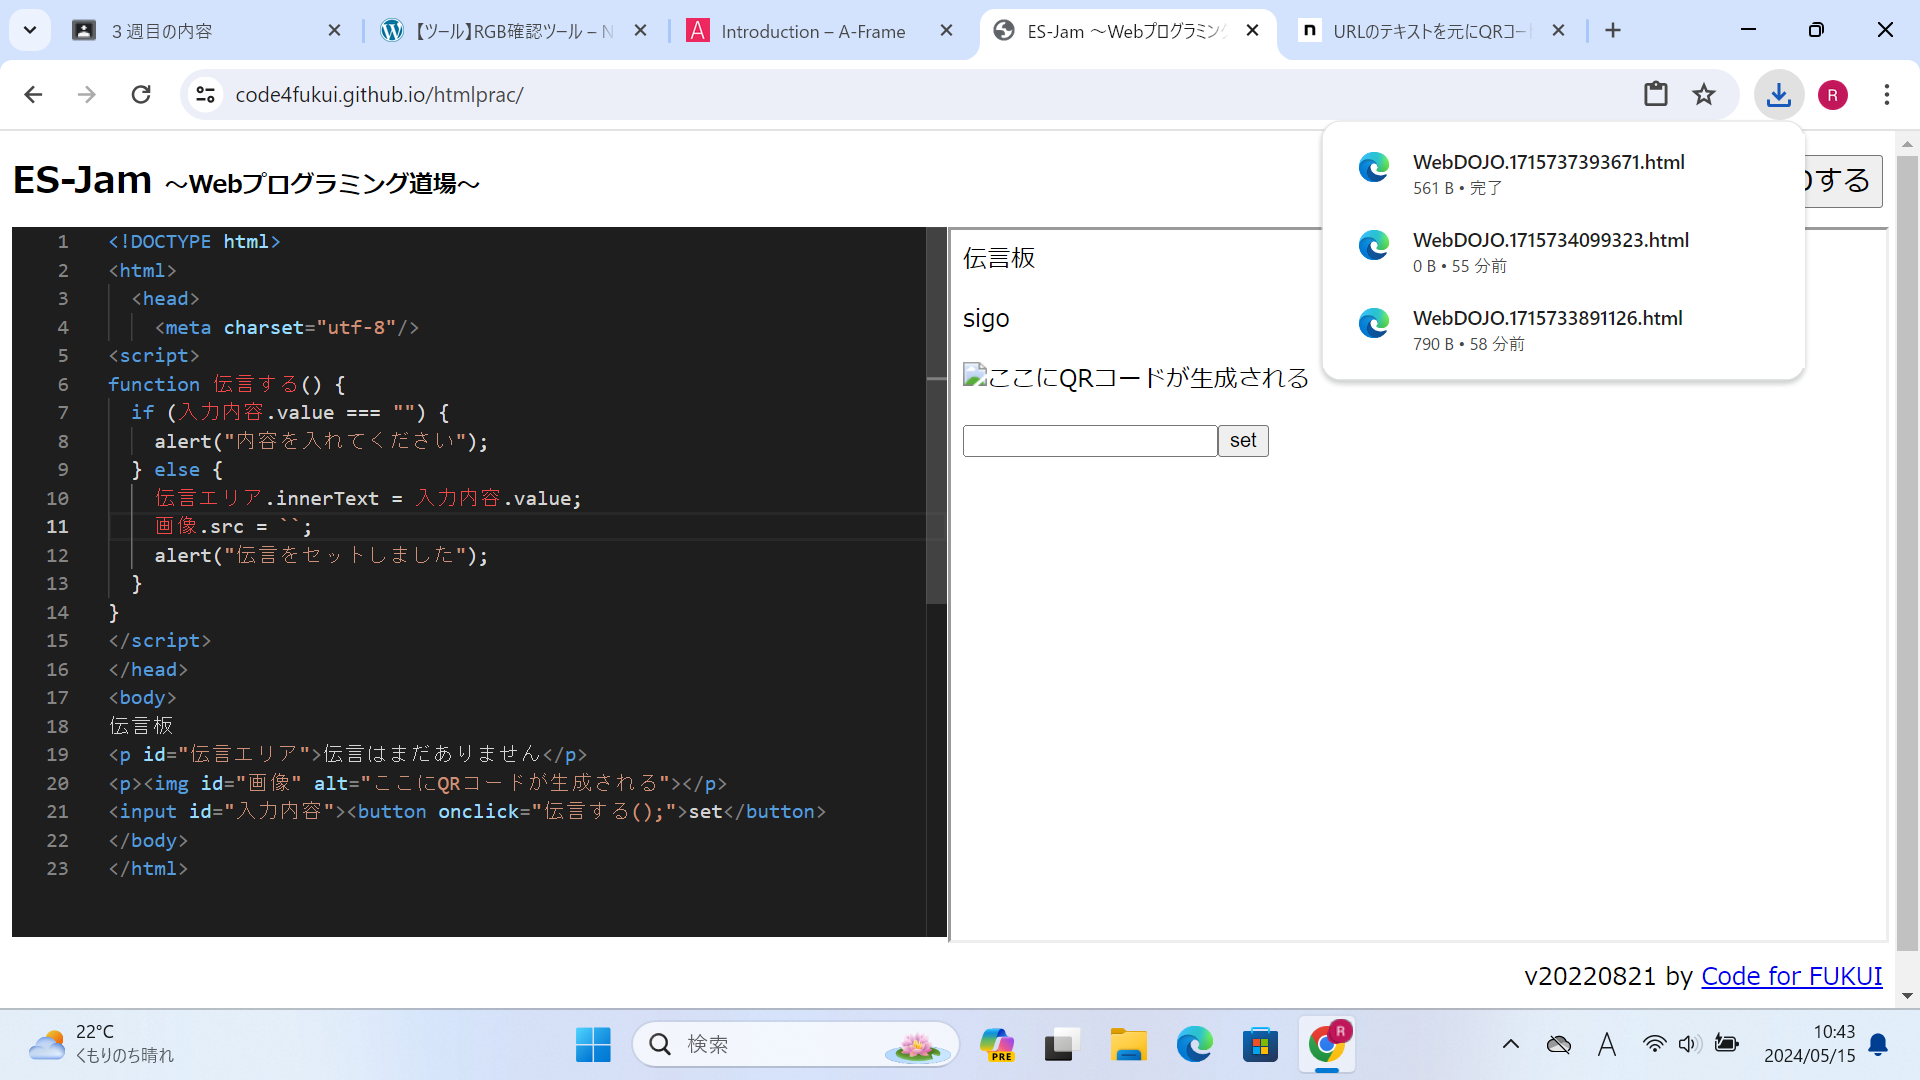 ３週目の内容
【ツール】RGB確認ツール – N
Introduction – A-Frame
ES-Jam 〜Webプログラミン
URLのテキストを元にQRコー
code4fukui.github.io/htmlprac/
R
ES-Jam 〜Webプログラミング道場〜
する
WebDOJO.1715737393671.html
561 B • 完了
WebDOJO.1715734099323.html
0 B • 55 分前
WebDOJO.1715733891126.html
790 B • 58 分前
1 <!DOCTYPE html>
2 <html>
3 <head>
4 <meta charset="utf-8"/>
5 <script>
6 function 伝言する() {
7 if (入力内容.value === "") {
8 alert("内容を入れてください");
9 } else {
10 伝言エリア.innerText = 入力内容.value;
11 画像.src = ``;
12 alert("伝言をセットしました");
13 }
14 }
15 </script>
16 </head>
17 <body>
18 伝言板
19 <p id="伝言エリア">伝言はまだありません</p>
20 <p><img id="画像" alt="ここにQRコードが生成される"></p>
21 <input id="入力内容"><button onclick="伝言する();">set</button>
22 </body>
23 </html>
伝言板
sigo
ここにQRコードが生成される
set
v20220821 by Code for FUKUI
22°C
くもりのち晴れ
検索
PRE
R
A
10:43
2024/05/15